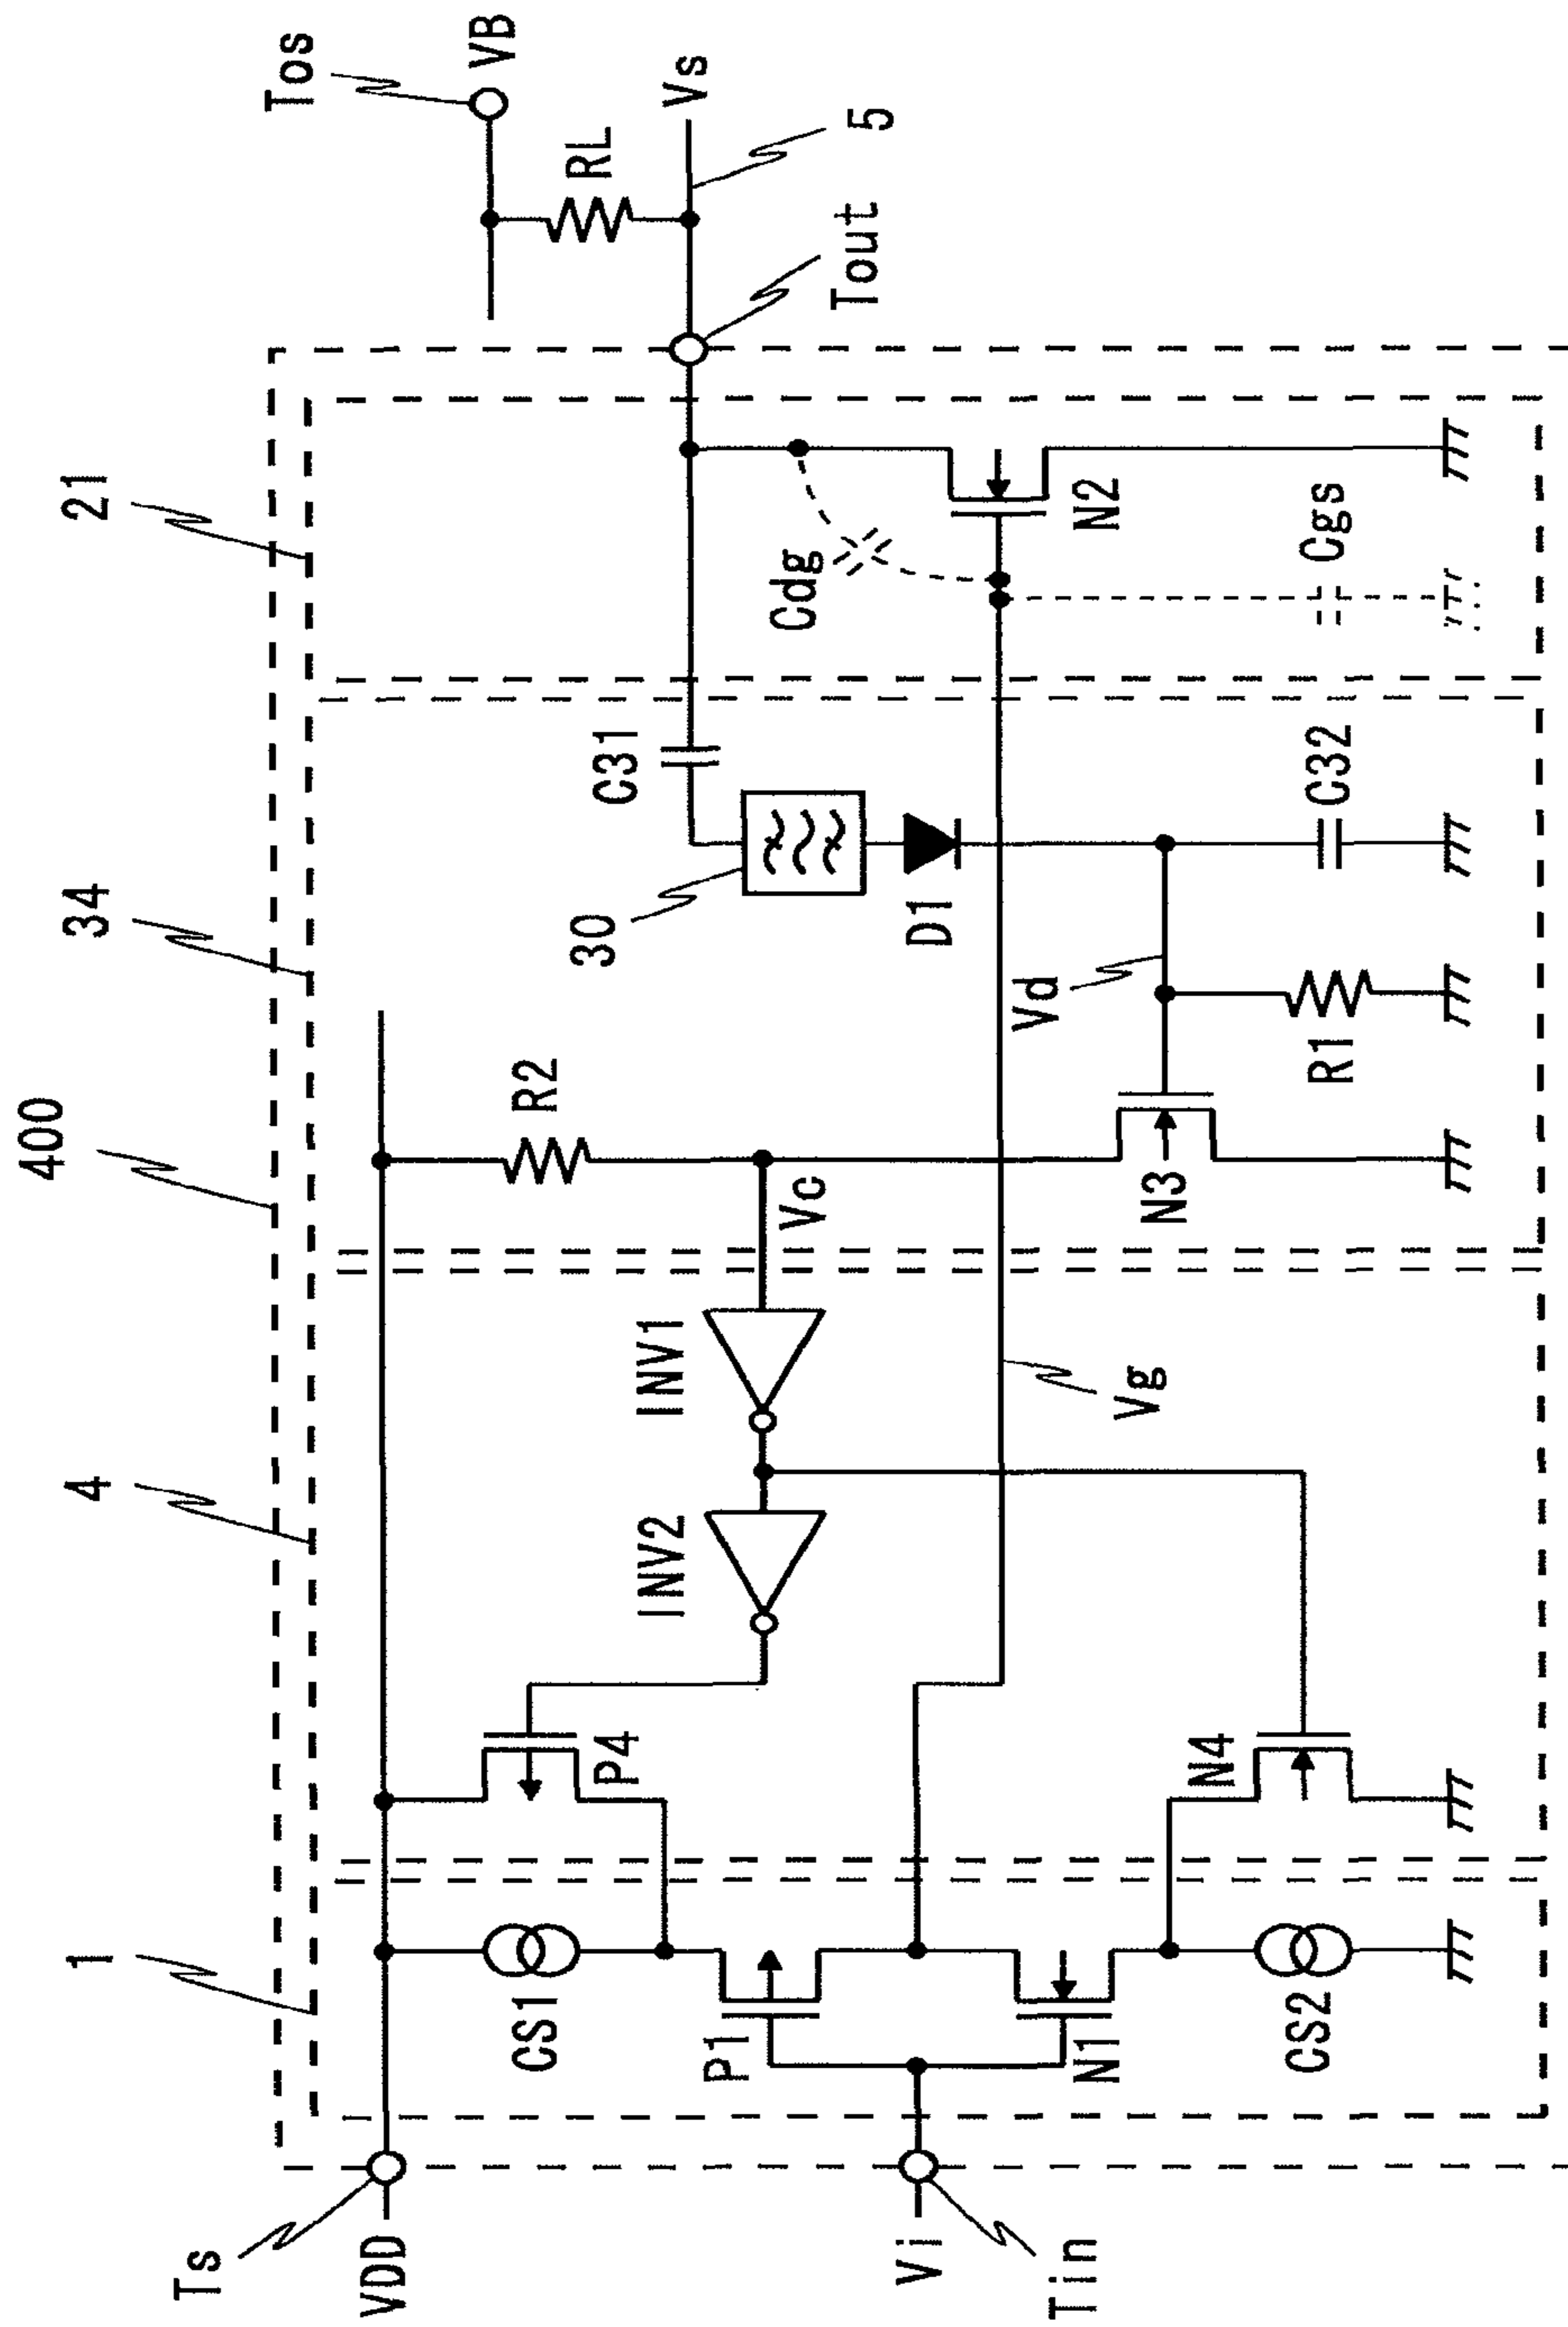 400
1
4
34
21
Ts
Tos
VDD
VB
CS1
R2
RL
P4
30
C31
INV2
INV1
Vs
P1
Vc
Cdg
Tout
5
Vi
D1
Vd
Tin
N1
N2
Vg
N3
N4
CS2
R1
C32
Cgs